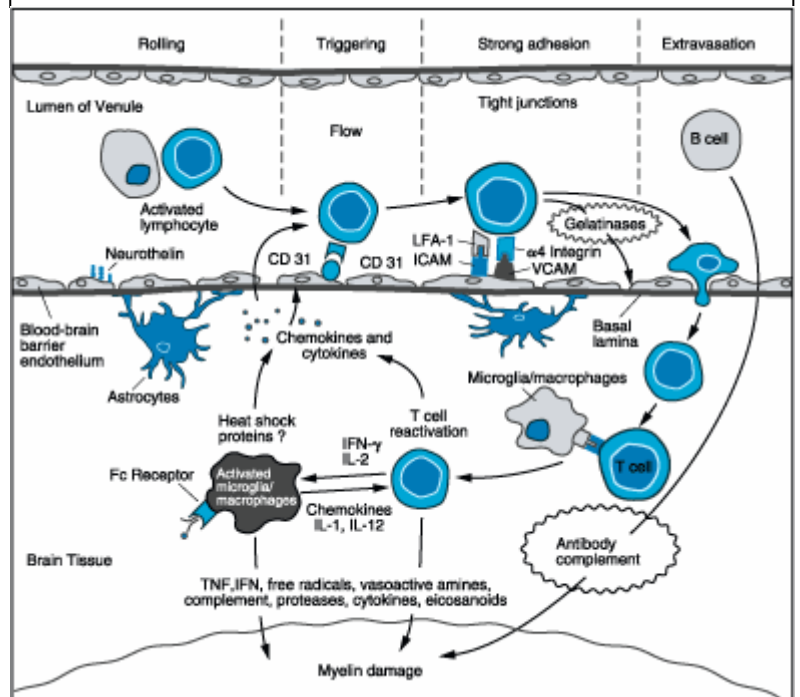 Rolling
Triggering
Strong adhesion
Extravasation
Lumen of Venule
Flow
Tight junctions
B cell
Activated
lymphocyte
Gelatinases
Neurothelin
CD 31
CD 31
LFA-1
ICAM
α4 Integrin
VCAM
Blood-brain
barrier
endothelium
Astrocytes
Chemokines and
cytokines
Basal
lamina
Microglia/macrophages
Heat shock
proteins ?
T cell
reactivation
IFN-γ
IL-2
T cell
Fc Receptor
Activated
microglia/
macrophages
Chemokines
IL-1, IL-12
Antibody
complement
Brain Tissue
TNF,IFN, free radicals, vasoactive amines,
complement, proteases, cytokines, eicosanoids
Myelin damage